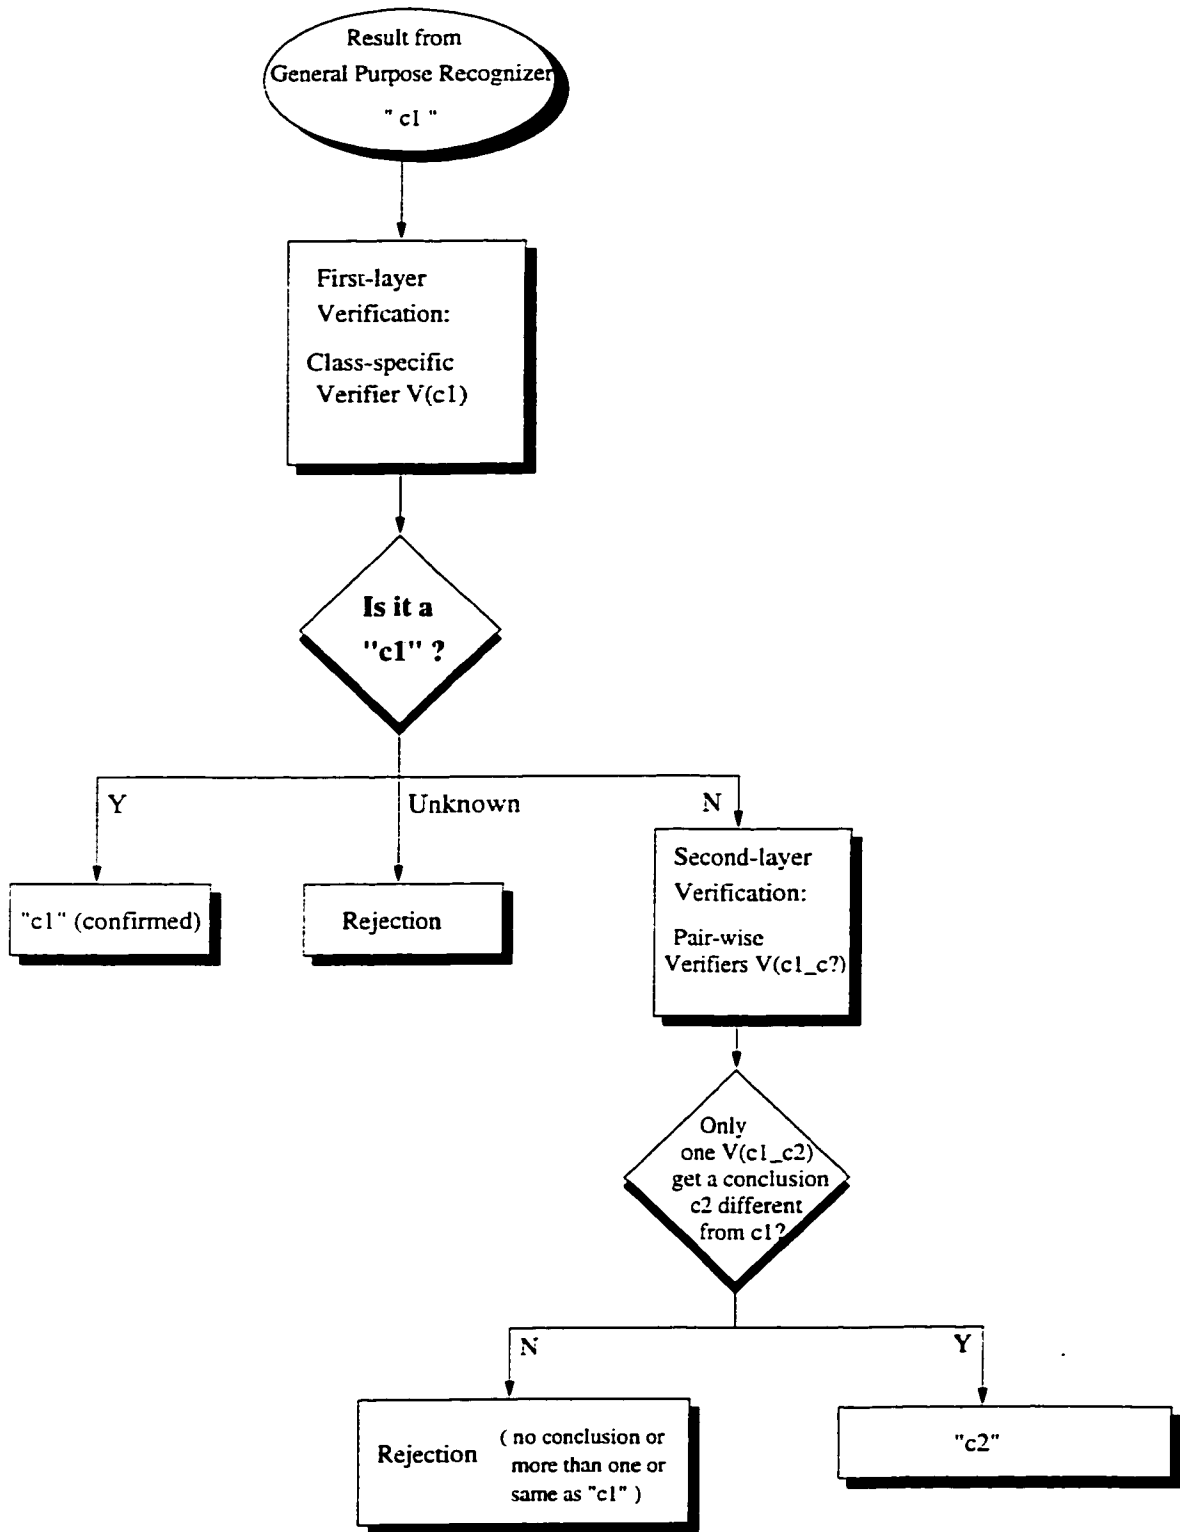 Result from
General Purpose Recognizer
" c1 "
First-layer
Verification:
Class-specific
Verifier V(c1)
Is it a
"c1" ?
Y
Unknown
N
"c1" (confirmed)
Rejection
Second-layer
Verification:
Pair-wise
Verifiers V(c1_c?)
Only
one V(c1_c2)
get a conclusion
c2 different
from c1?
N
Y
Rejection ( no conclusion or
more than one or
same as "c1" )
"c2"